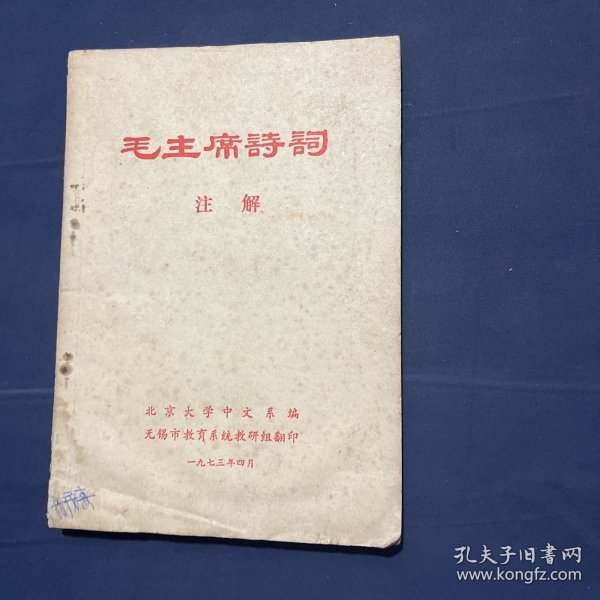 毛主席詩詞
注解
北京大学中文系编
无锡市教育系统教研组翻印
一九七三年四月
孔夫子旧书网
www.kongfz.com